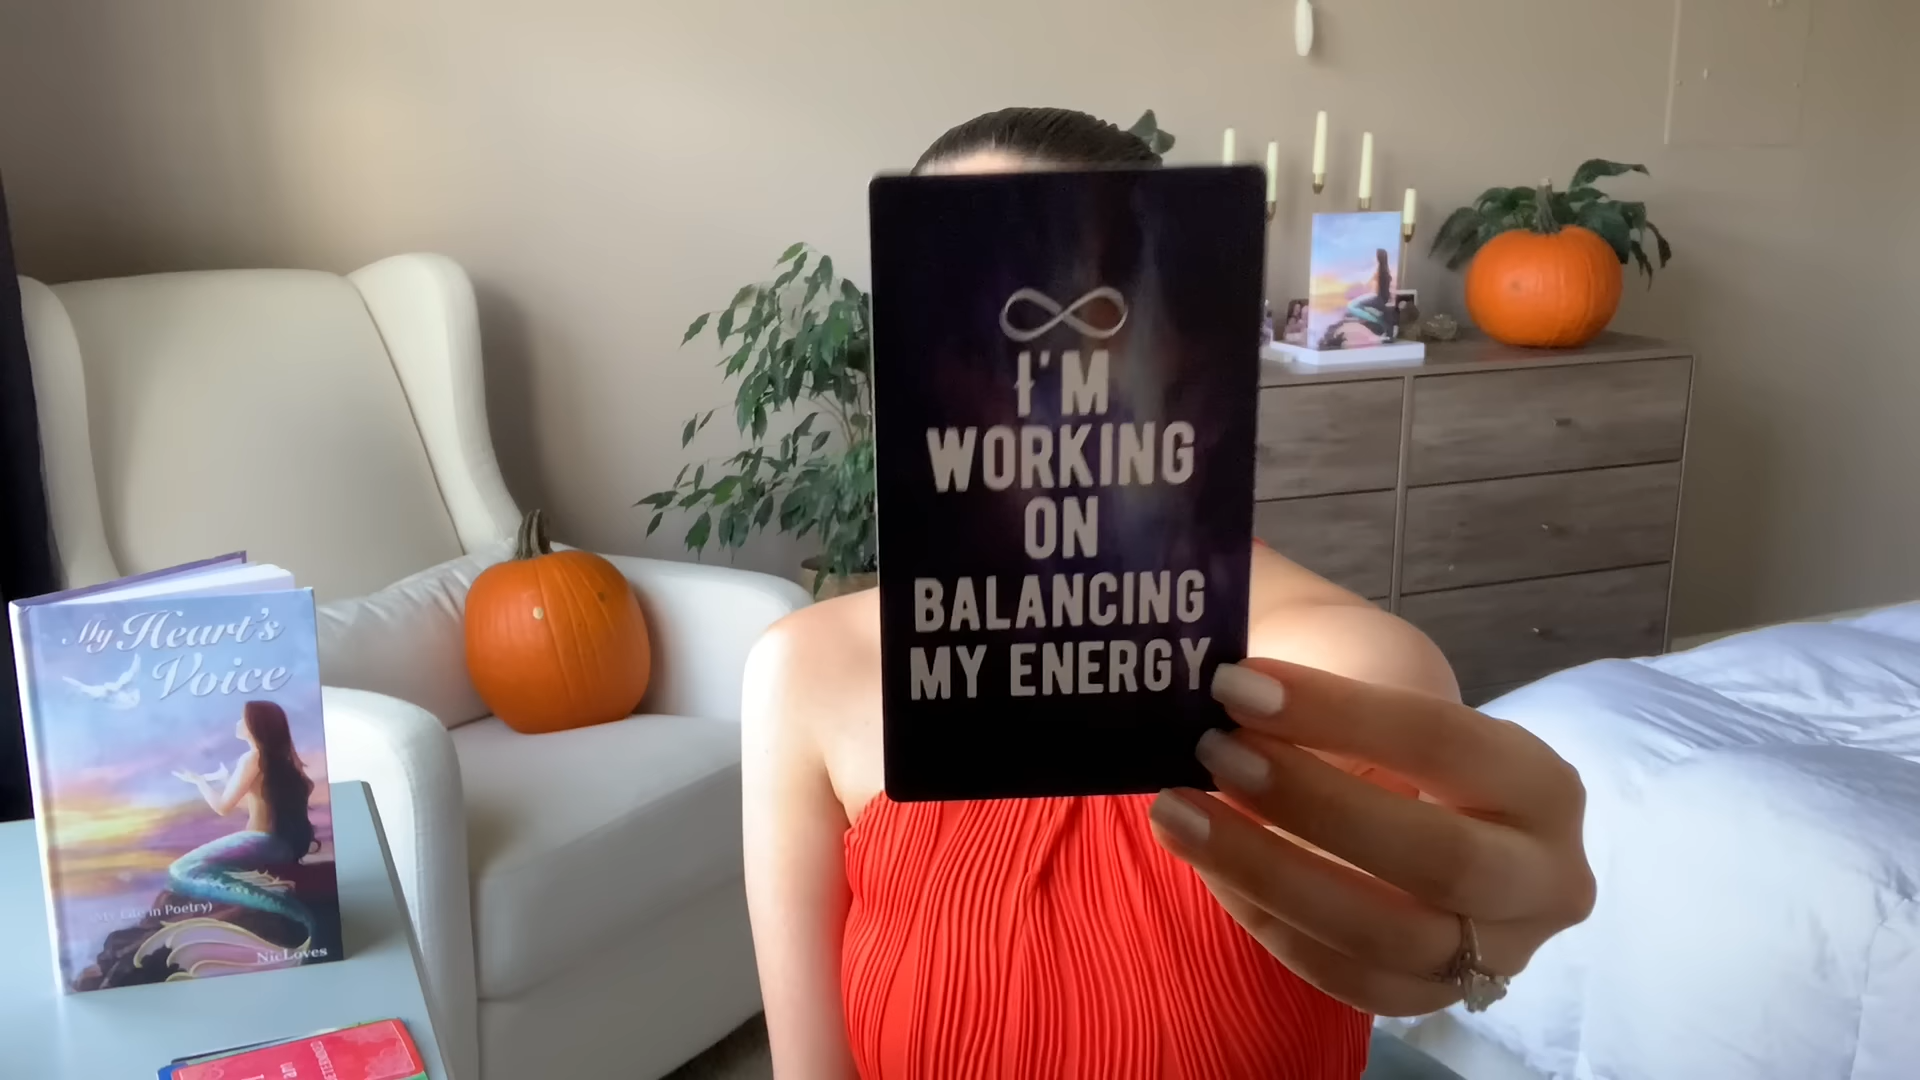 I'M
WORKING
ON
BALANCING
MY ENERGY
My Heart's
Voice
(My Life in Poetry)
NicLoves